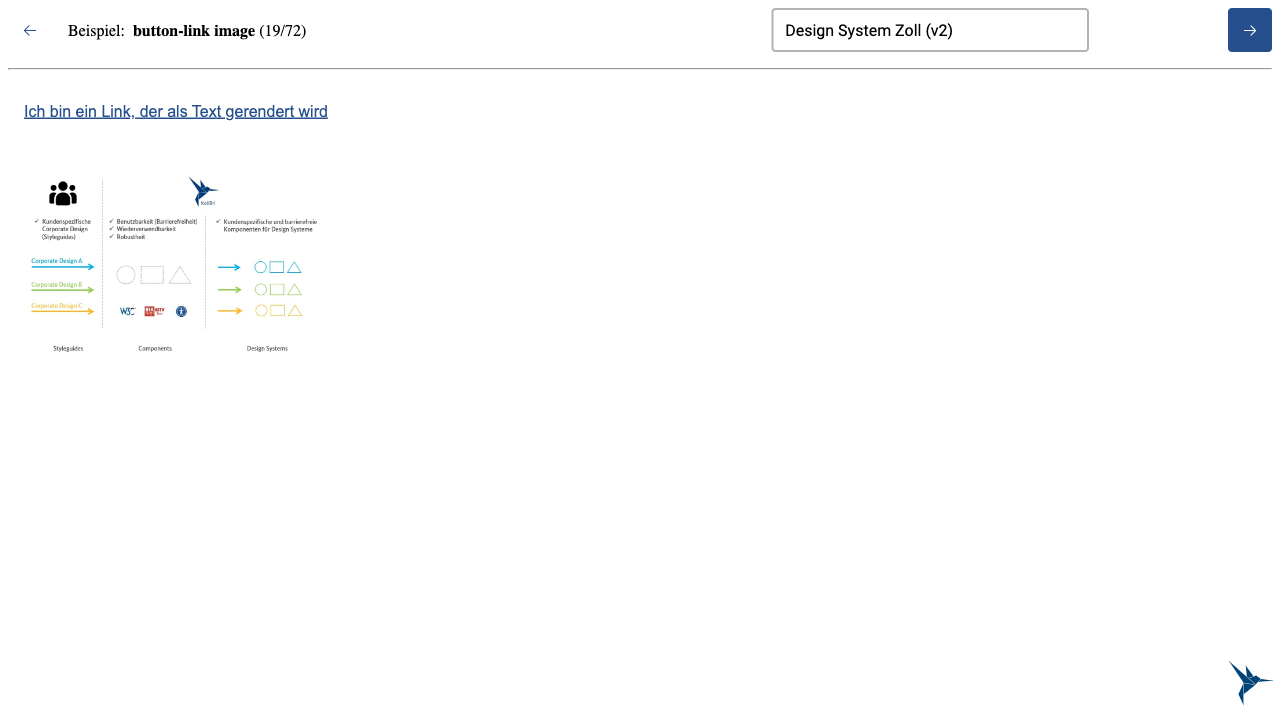 Beispiel: button-link image (19/72)
Design System Zoll (v2)
Ich bin ein Link, der als Text gerendert wird
KoliBri
✓ Kundenspezifische
Corporate Design
(Styleguides)
✓ Benutzbarkeit (Barrierefreiheit)
✓ Wiederverwendbarkeit
✓ Robustheit
✓ Kundenspezifische und barrierefreie
Komponenten für Design Systeme
Corporate Design A
Corporate Design B
Corporate Design C
W3C
BITV
Styleguides
Components
Design Systems